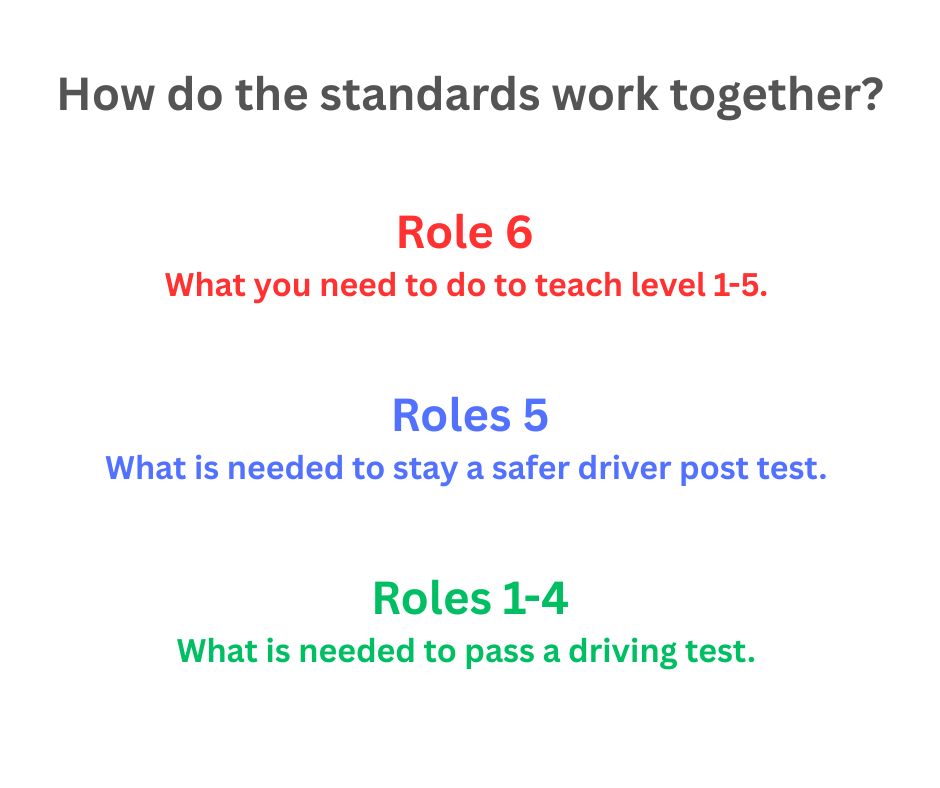 How do the standards work together?
Role 6
What you need to do to teach level 1-5.
Roles 5
What is needed to stay a safer driver post test.
Roles 1-4
What is needed to pass a driving test.